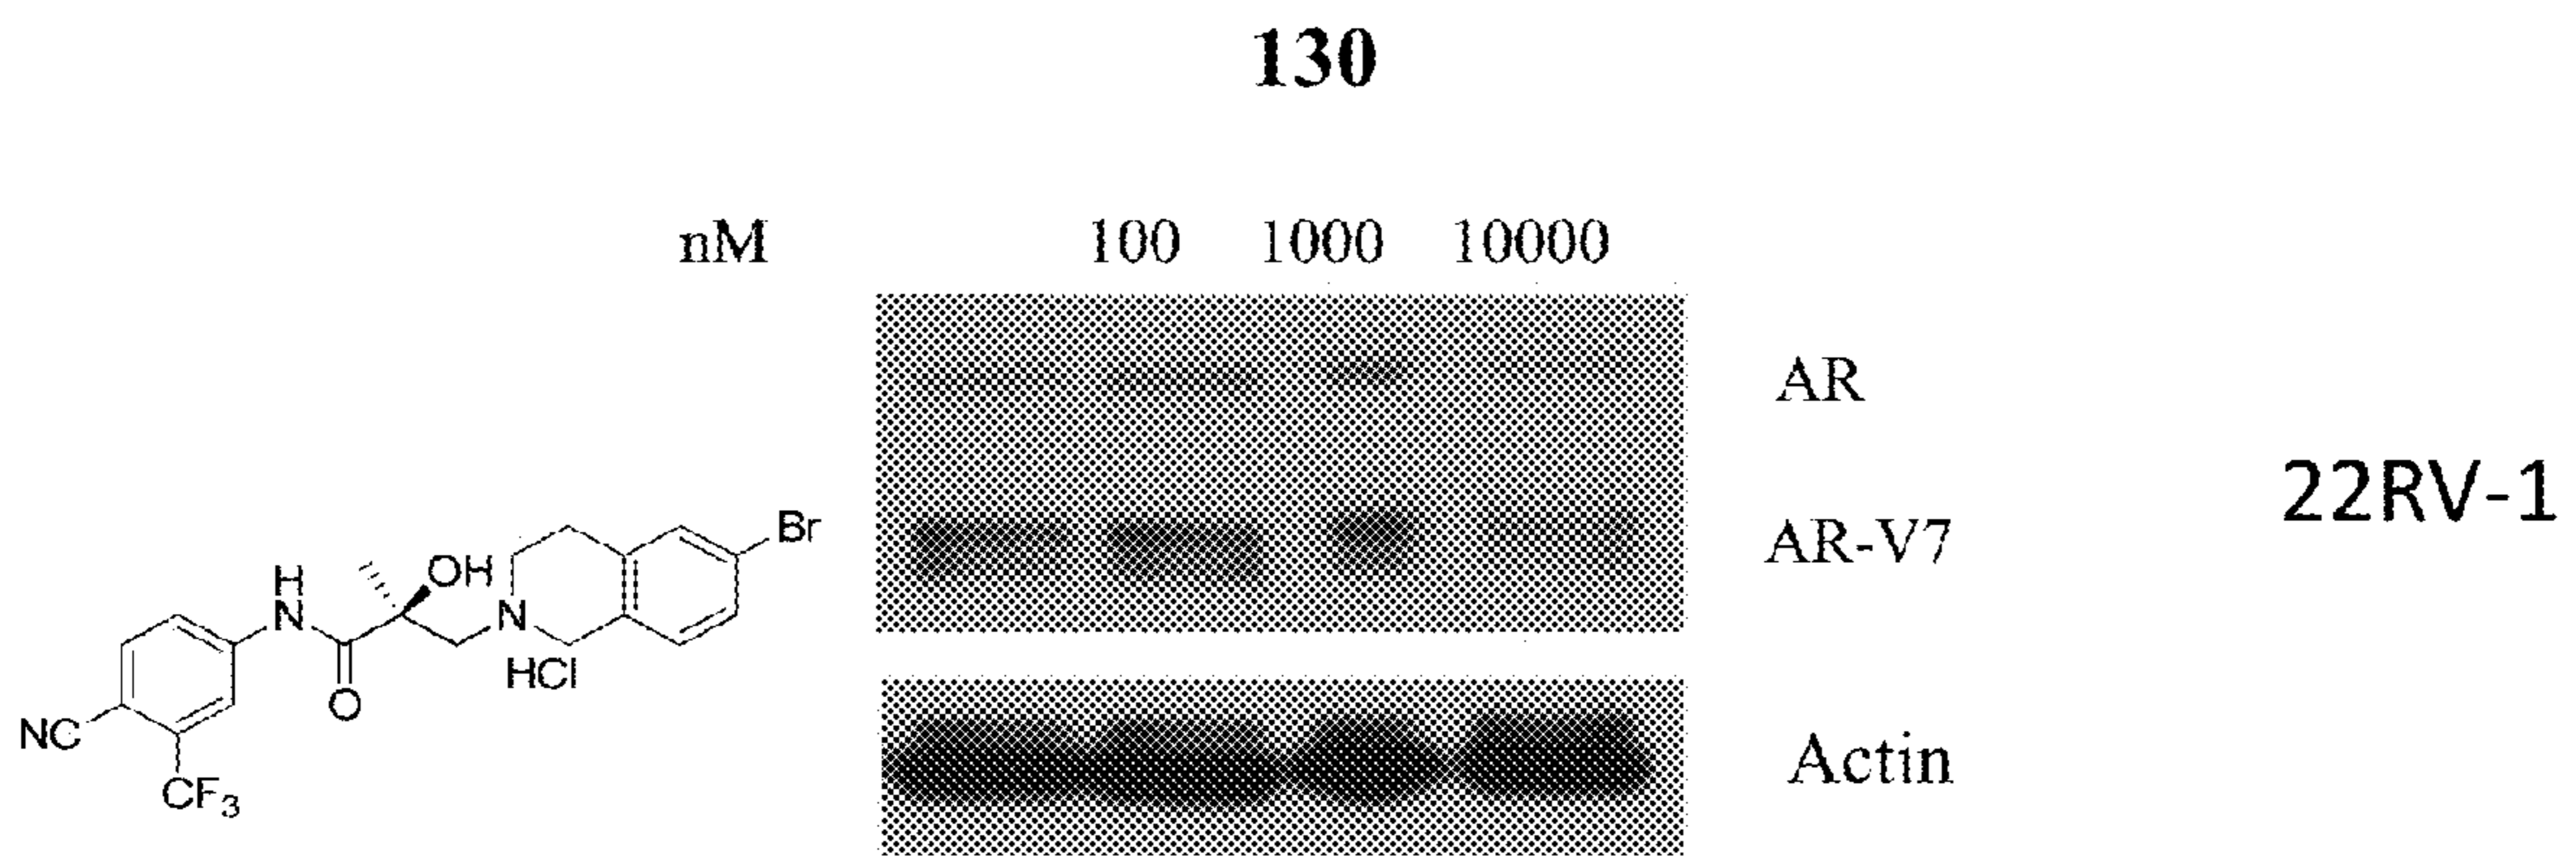 130
nM 100 1000 10000
AR
22RV-1
AR-V7
Br
OH
H
N
N
HCl
O
NC
CF3
Actin